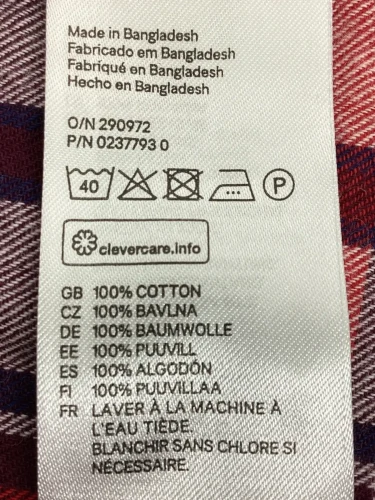 Made in Bangladesh
Fabricado em Bangladesh
Fabriqué en Bangladesh
Hecho en Bangladesh
O/N 290972
P/N 0237793 0
40 P
clevercare.info
GB 100% COTTON
CZ 100% BAVLNA
DE 100% BAUMWOLLE
EE 100% PUUVILL
ES 100% ALGODÓN
FI 100% PUUVILLAA
FR LAVER À LA MACHINE À
L'EAU TIÈDE.
BLANCHIR SANS CHLORE SI
NÉCESSAIRE.